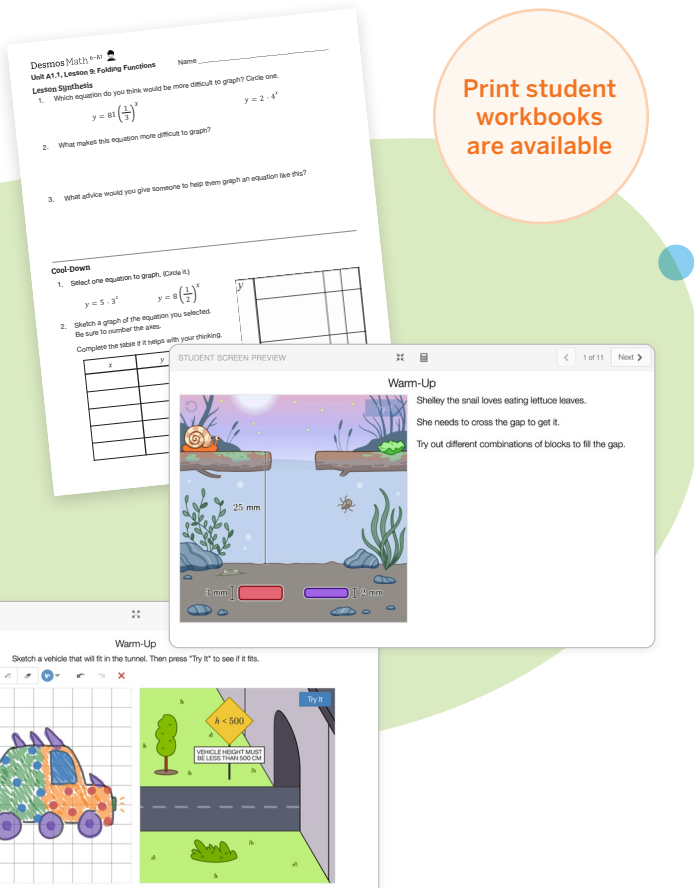 Desmos Math 6–A1
Unit A1.1, Lesson 9: Folding Functions
Name
Lesson Synthesis
1. Which equation do you think would be more difficult to graph? Circle one.
y = 81 (1/3)^x
y = 2 · 4^x
2. What makes this equation more difficult to graph?
3. What advice would you give someone to help them graph an equation like this?
Cool-Down
1. Select one equation to graph. (Circle it.)
y = 5 · 3^x
y = 8 (1/2)^x
2. Sketch a graph of the equation you selected.
Be sure to number the axes.
Complete the table if it helps with your thinking.
x
y
y
Print student
workbooks
are available
STUDENT SCREEN PREVIEW
1 of 11
Next
Warm-Up
Shelley the snail loves eating lettuce leaves.
She needs to cross the gap to get it.
Try out different combinations of blocks to fill the gap.
25 mm
3 mm
2 mm
Warm-Up
Sketch a vehicle that will fit in the tunnel. Then press "Try It" to see if it fits.
Try It
h < 500
VEHICLE HEIGHT MUST
BE LESS THAN 500 CM